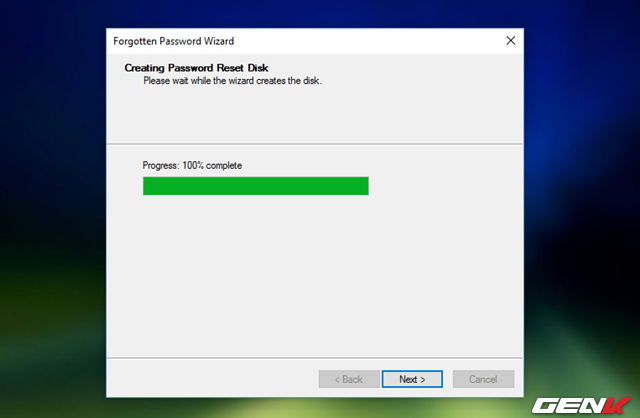 Forgotten Password Wizard
Creating Password Reset Disk
Please wait while the wizard creates the disk.
Progress: 100% complete
< Back
Next >
Cancel
GENK